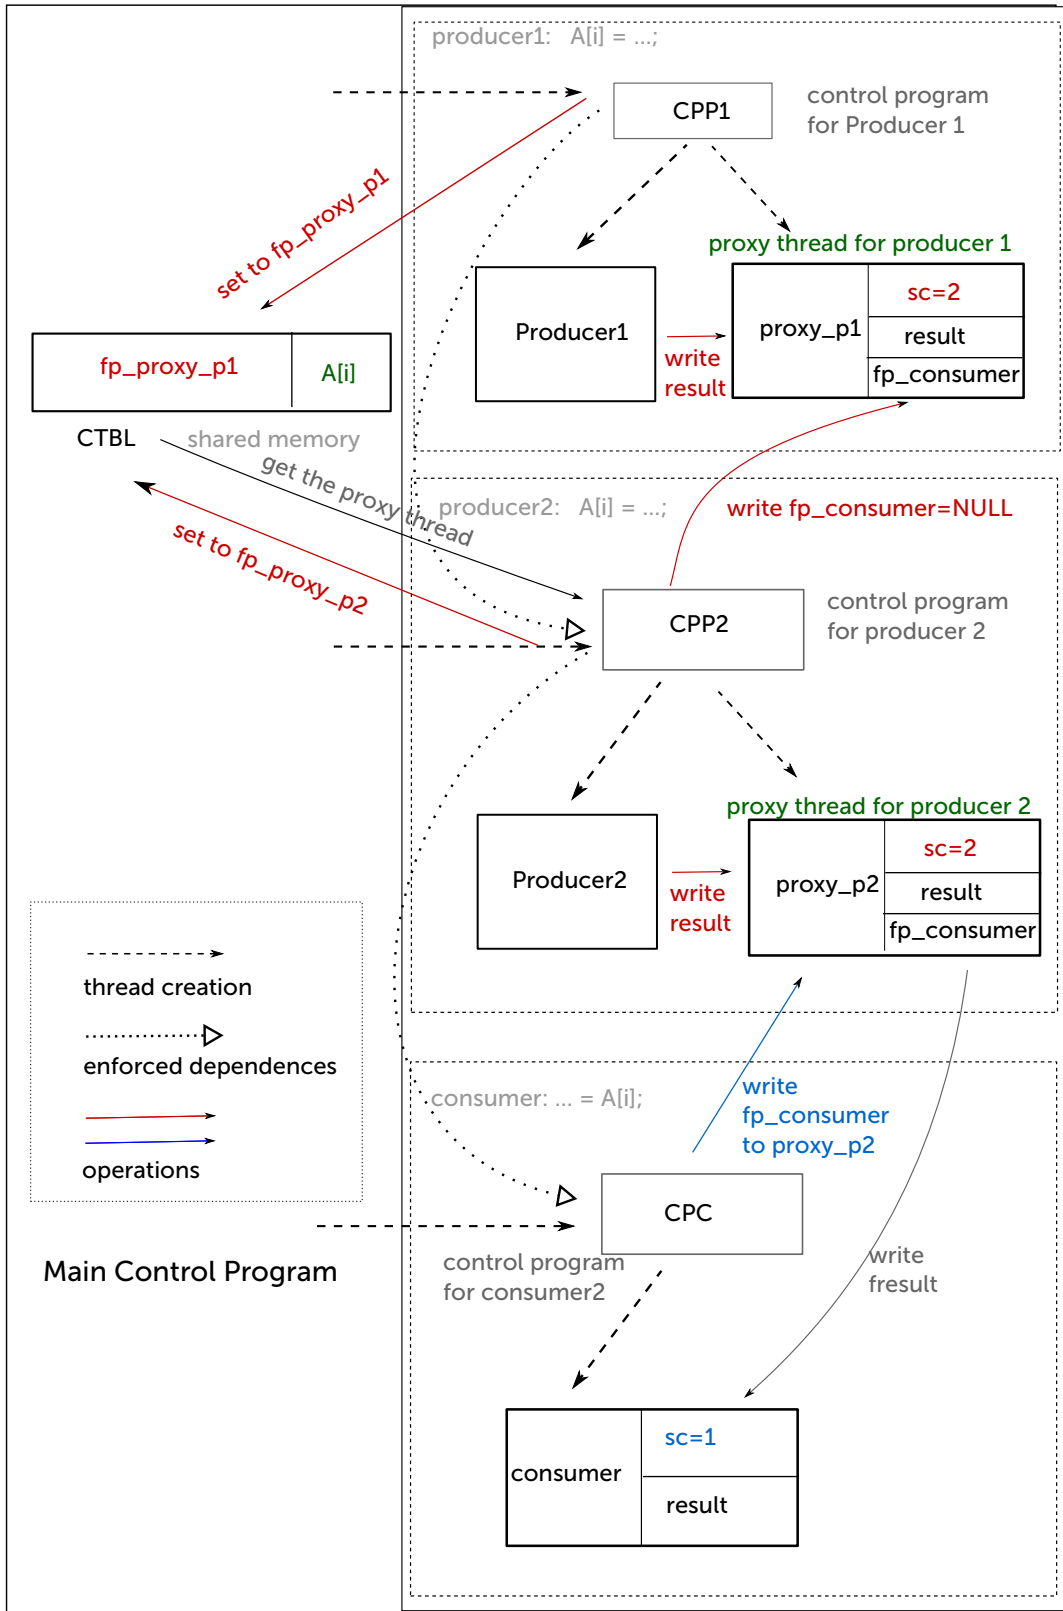 producer1: A[i] = ...;
CPP1
control program
for Producer 1
set to fp_proxy_p1
proxy thread for producer 1
Producer1
write
result
proxy_p1
sc=2
result
fp_consumer
fp_proxy_p1
A[i]
CTBL
shared memory
get the proxy thread
set to fp_proxy_p2
producer2: A[i] = ...;
write fp_consumer=NULL
CPP2
control program
for producer 2
proxy thread for producer 2
Producer2
write
result
proxy_p2
sc=2
result
fp_consumer
thread creation
enforced dependences
operations
Main Control Program
consumer: ... = A[i];
write
fp_consumer
to proxy_p2
CPC
control program
for consumer2
write
fresult
consumer
sc=1
result